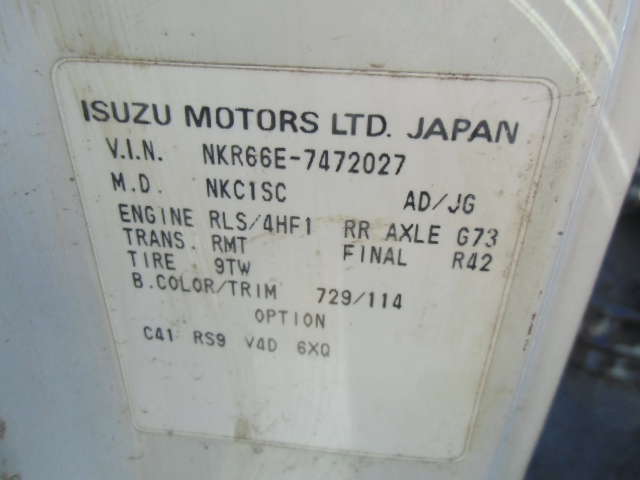 ISUZU MOTORS LTD. JAPAN
V.I.N. NKR66E-7472027
M.D. NKC1SC AD/JG
ENGINE RLS/4HF1 RR AXLE G73
TRANS. RMT FINAL R42
TIRE 9TW
B.COLOR/TRIM 729/114
OPTION
C41 RS9 V4D 6XQ